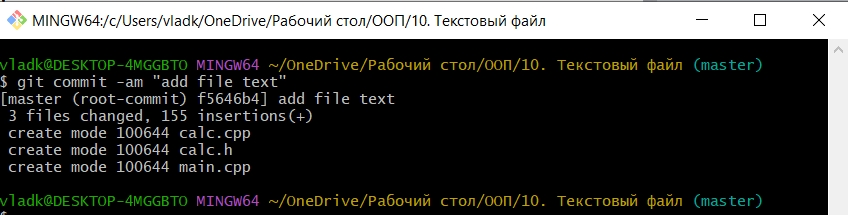 MINGW64:/c/Users/vladk/OneDrive/Рабочий стол/ООП/10. Текстовый файл
vladk@DESKTOP-4MGGBTO MINGW64 ~/OneDrive/Рабочий стол/ООП/10. Текстовый файл (master)
$ git commit -am "add file text"
[master (root-commit) f5646b4] add file text
 3 files changed, 155 insertions(+)
 create mode 100644 calc.cpp
 create mode 100644 calc.h
 create mode 100644 main.cpp
vladk@DESKTOP-4MGGBTO MINGW64 ~/OneDrive/Рабочий стол/ООП/10. Текстовый файл (master)
$